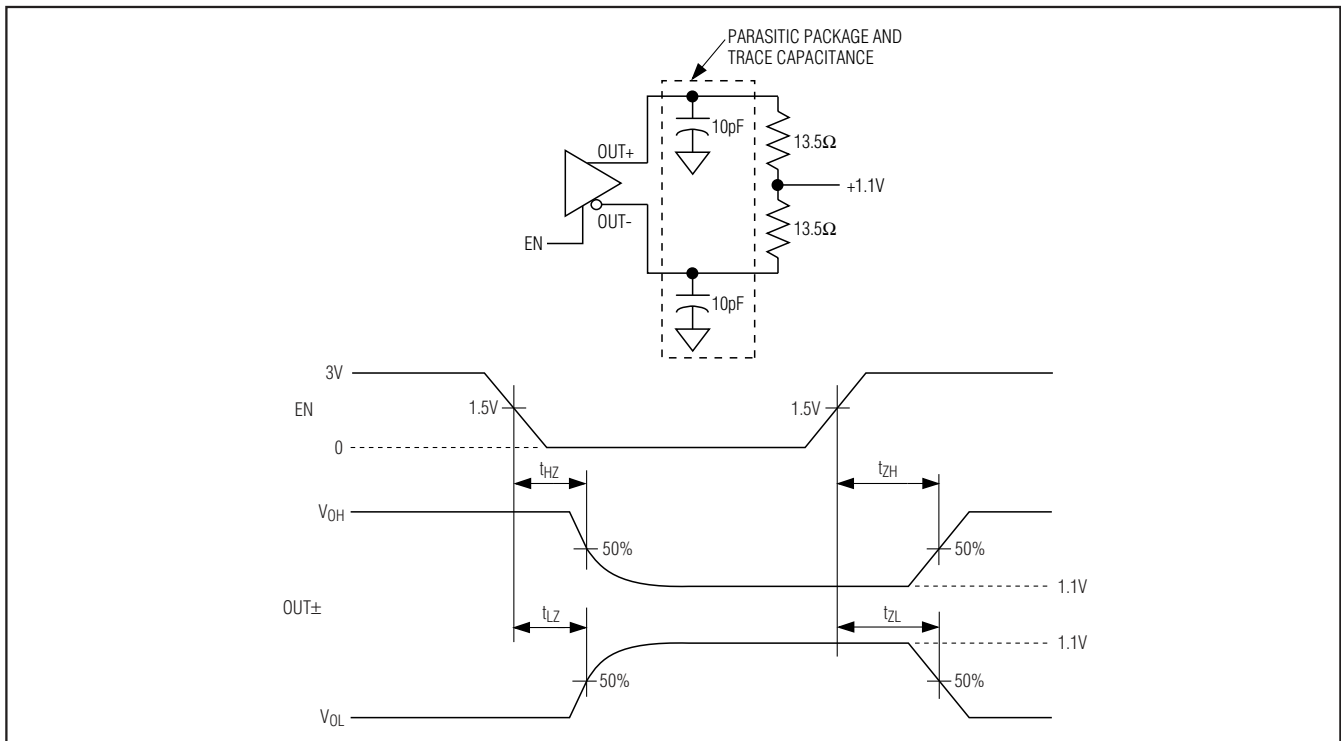 PARASITIC PACKAGE AND
TRACE CAPACITANCE
10pF
13.5Ω
OUT+
+1.1V
OUT-
13.5Ω
EN
10pF
3V
EN
1.5V
1.5V
0
tHZ
tZH
VOH
50%
50%
1.1V
OUT±
tLZ
tZL
1.1V
50%
50%
VOL